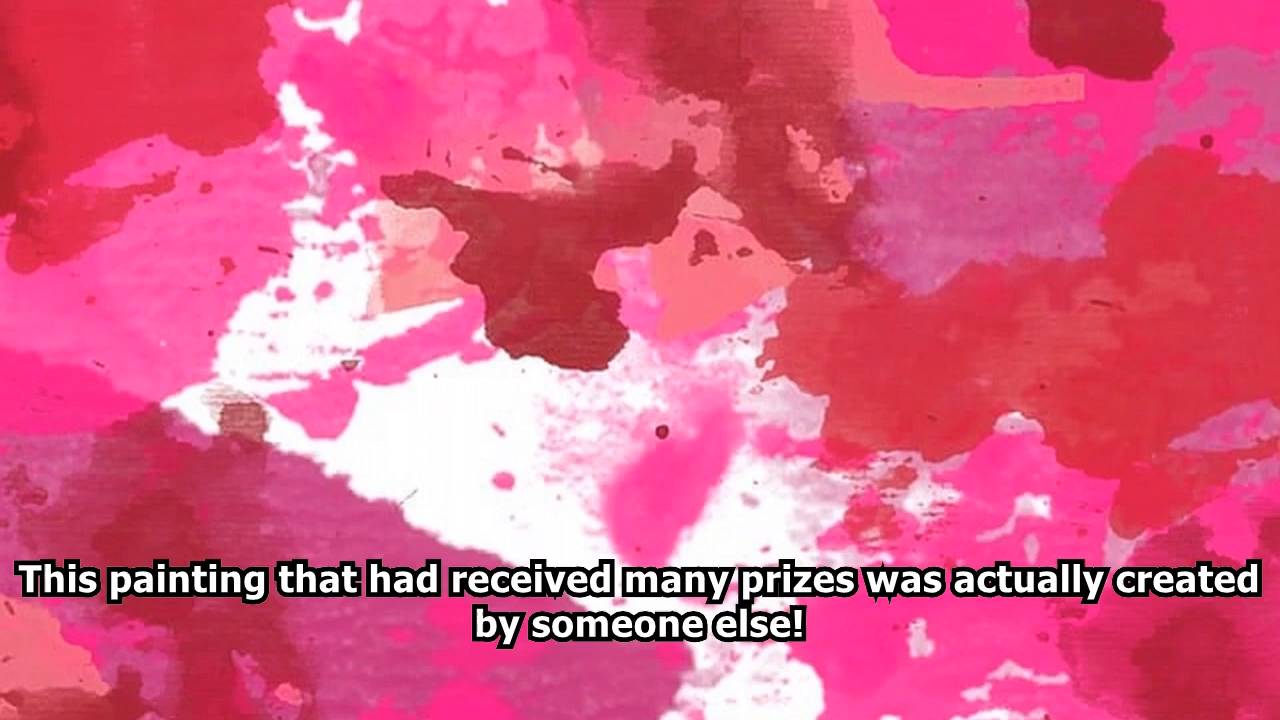 This painting that had received many prizes was actually created
by someone else!